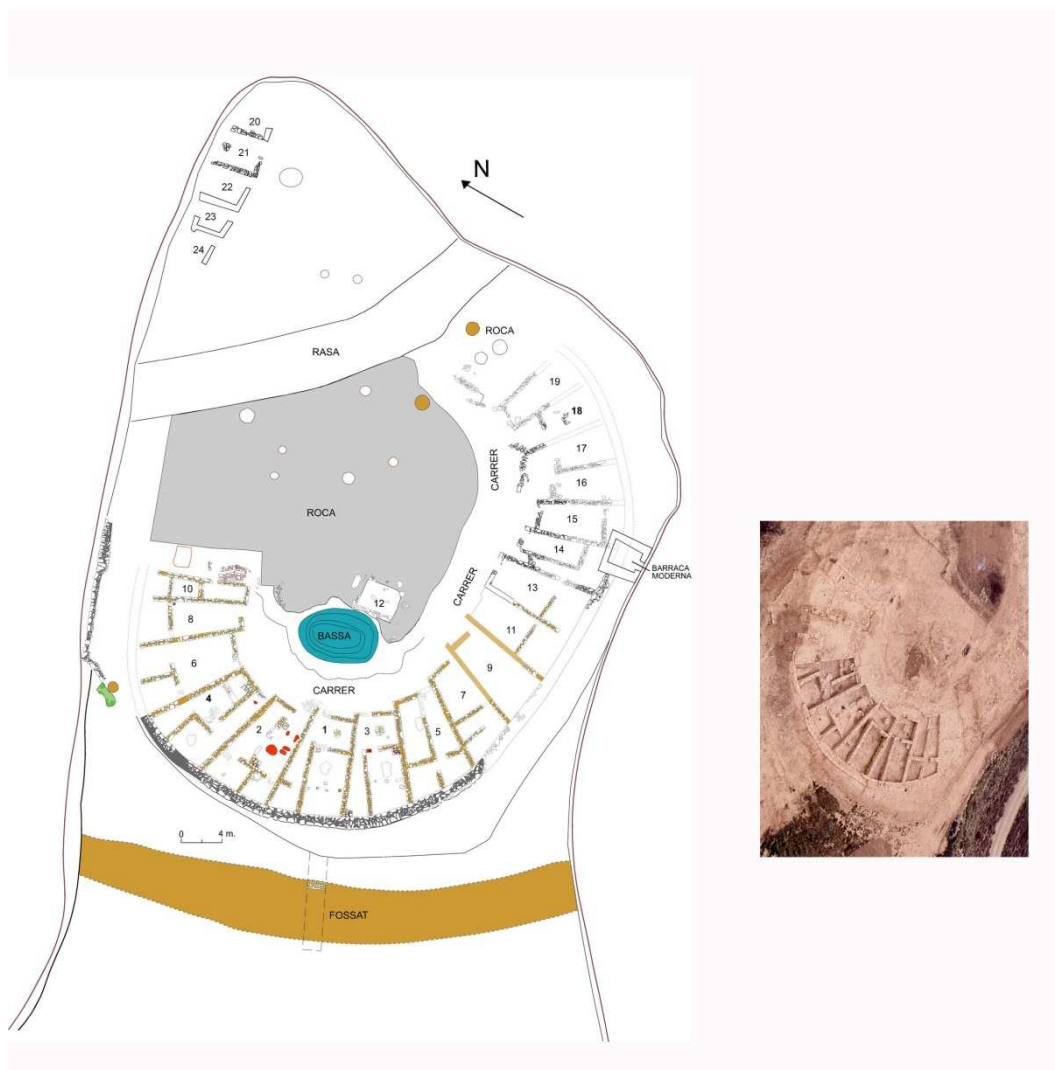 20
21
N
22
23
24
ROCA
RASA
19
18
CARRER
17
16
ROCA
15
14
BARRACA
MODERNA
13
10
12
CARRER
8
11
BASSA
6
9
CARRER
7
4
2
1
3
5
0 4 m.
FOSSAT